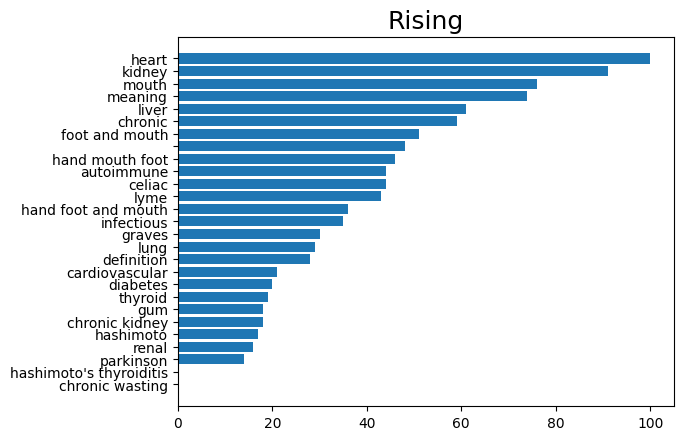 Rising
heart
kidney
mouth
meaning
liver
chronic
foot and mouth
hand mouth foot
autoimmune
celiac
lyme
hand foot and mouth
infectious
graves
lung
definition
cardiovascular
diabetes
thyroid
gum
chronic kidney
hashimoto
renal
parkinson
hashimoto's thyroiditis
chronic wasting
0 20 40 60 80 100